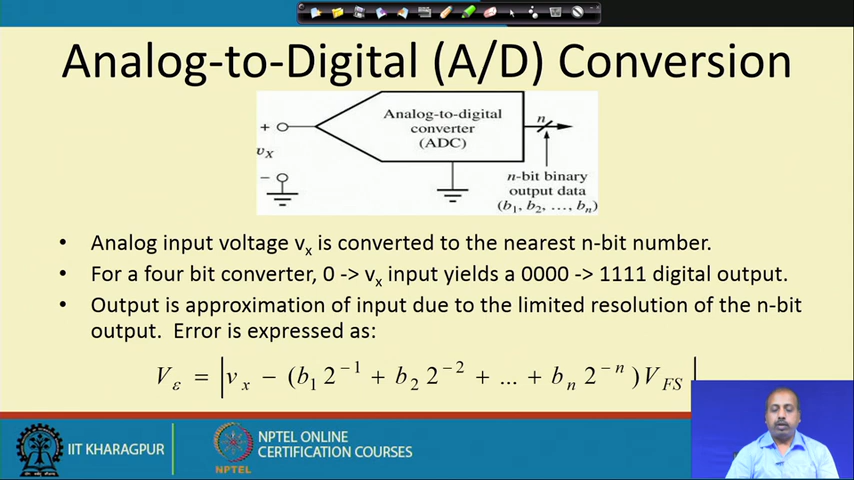 Analog-to-Digital (A/D) Conversion
Analog-to-digital
converter
(ADC)
n
+
vX
–
n-bit binary
output data
(b1, b2, ..., bn)
• Analog input voltage vx is converted to the nearest n-bit number.
• For a four bit converter, 0 -> vx input yields a 0000 -> 1111 digital output.
• Output is approximation of input due to the limited resolution of the n-bit
output. Error is expressed as:
Vε = |vx − (b1 2⁻¹ + b2 2⁻² + ... + bn 2⁻ⁿ) VFS|
IIT KHARAGPUR
NPTEL
NPTEL ONLINE
CERTIFICATION COURSES